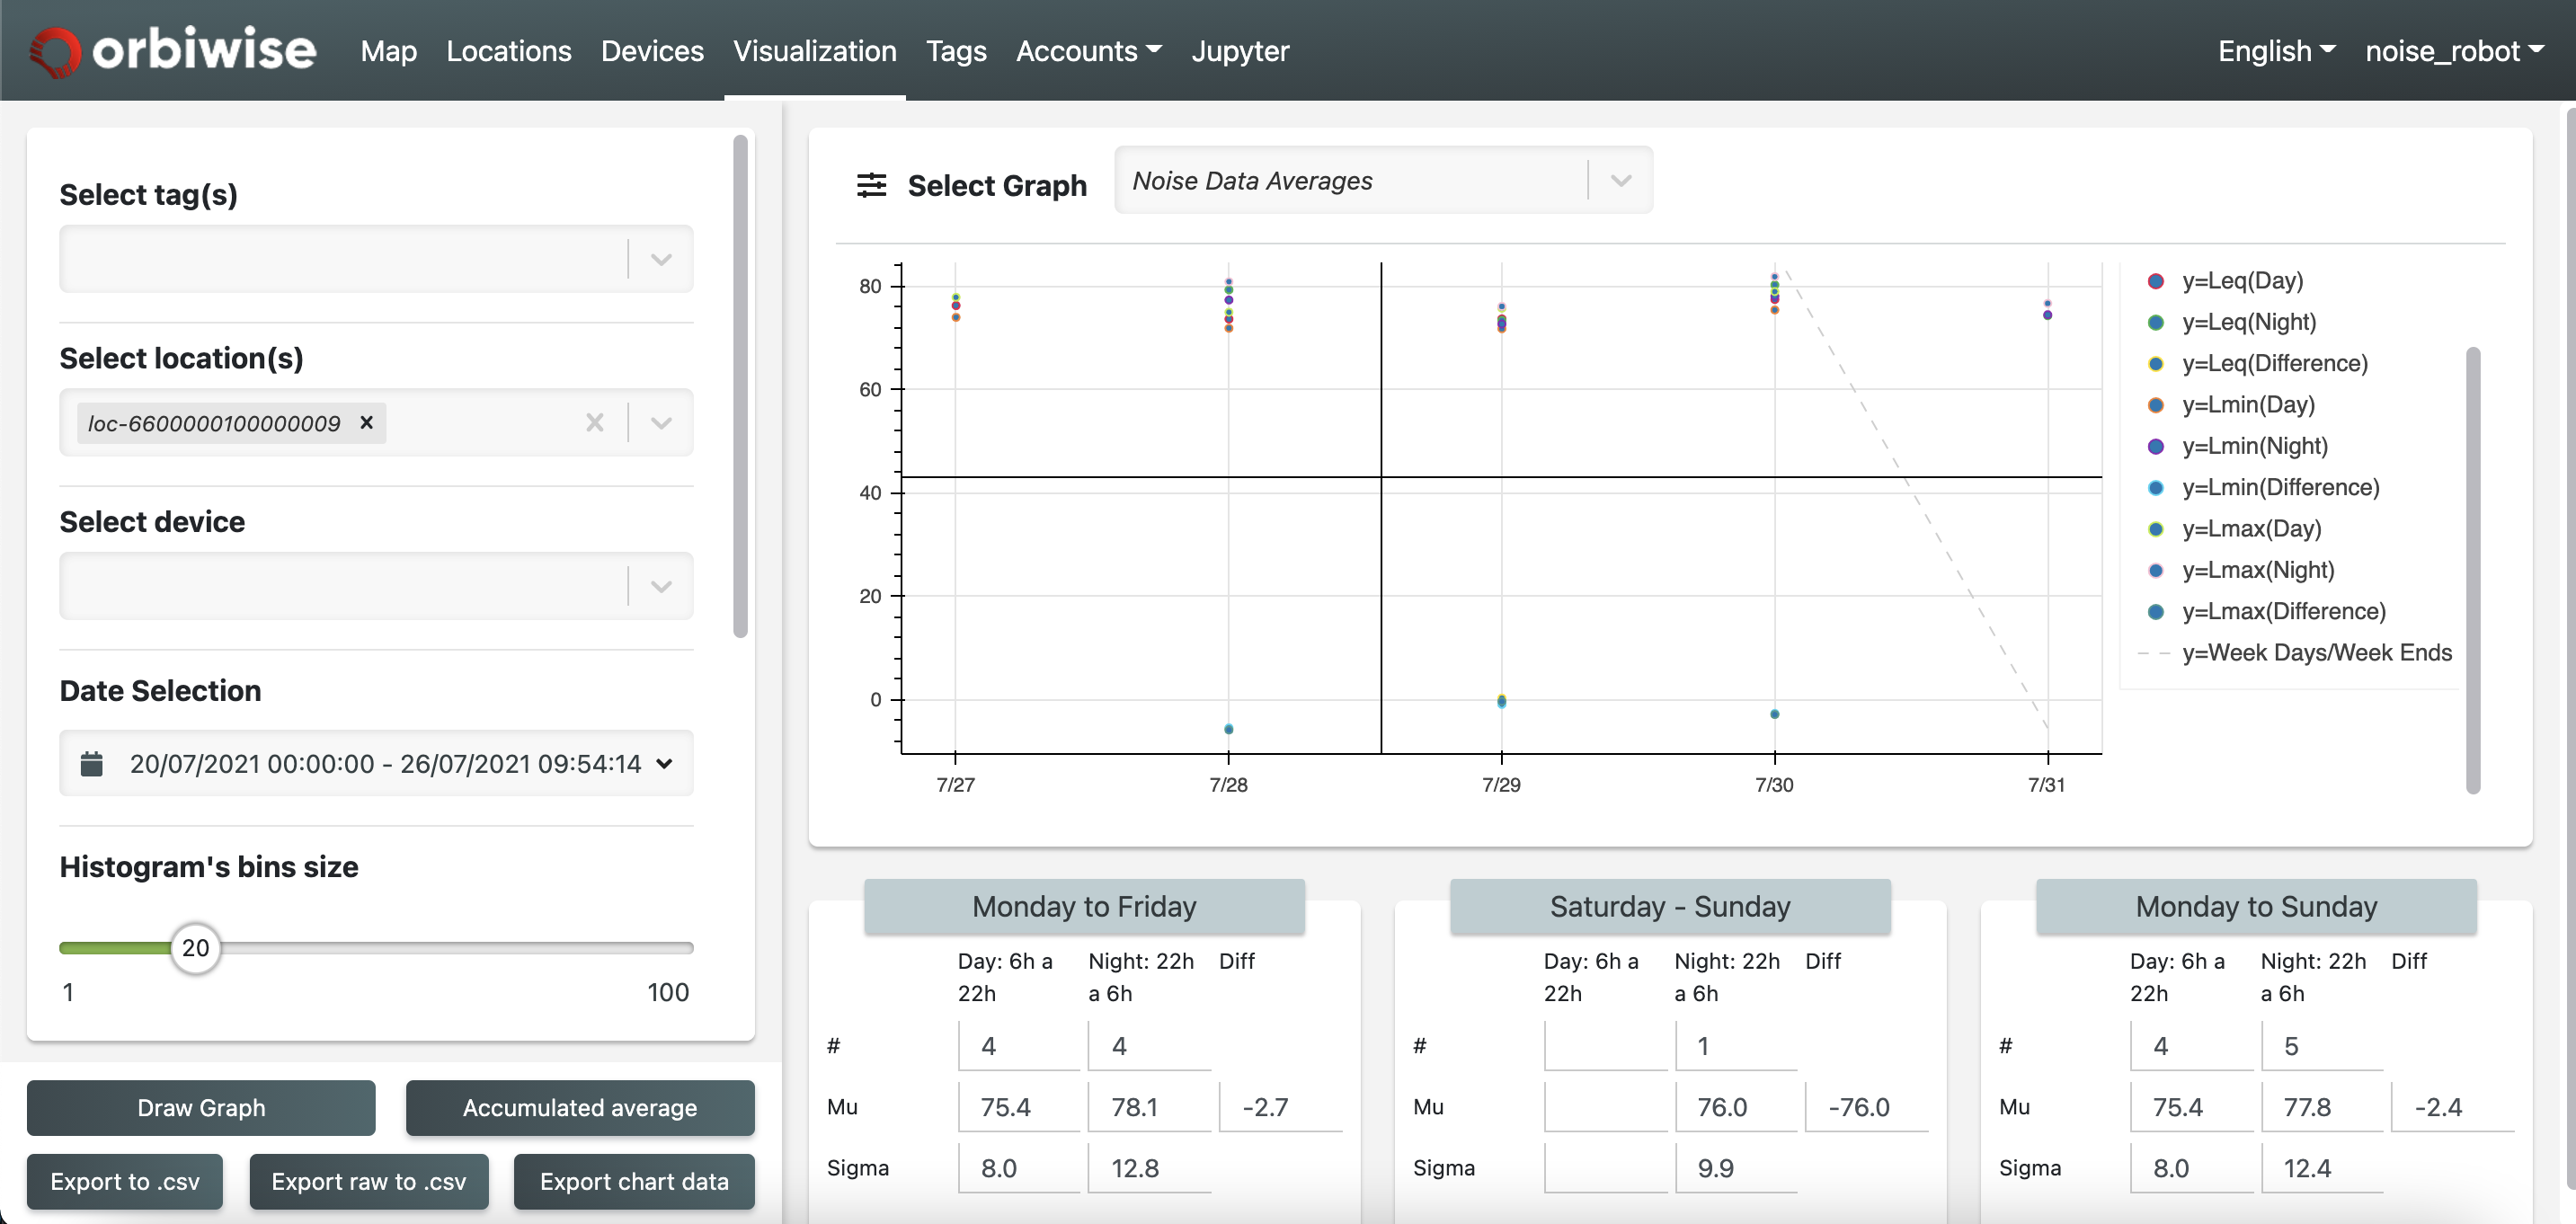 orbiwise Map Locations Devices Visualization Tags Accounts Jupyter English noise_robot
Select tag(s)
Select location(s)
loc-6600000100000009
Select device
Date Selection
20/07/2021 00:00:00 - 26/07/2021 09:54:14
Histogram's bins size
20
1 100
Draw Graph Accumulated average
Export to .csv Export raw to .csv Export chart data
Select Graph Noise Data Averages
80
60
40
20
0
7/27 7/28 7/29 7/30 7/31
y=Leq(Day)
y=Leq(Night)
y=Leq(Difference)
y=Lmin(Day)
y=Lmin(Night)
y=Lmin(Difference)
y=Lmax(Day)
y=Lmax(Night)
y=Lmax(Difference)
y=Week Days/Week Ends
Monday to Friday
Day: 6h a Night: 22h Diff
22h a 6h
# 4 4
Mu 75.4 78.1 -2.7
Sigma 8.0 12.8
Saturday - Sunday
Day: 6h a Night: 22h Diff
22h a 6h
# 1
Mu 76.0 -76.0
Sigma 9.9
Monday to Sunday
Day: 6h a Night: 22h Diff
22h a 6h
# 4 5
Mu 75.4 77.8 -2.4
Sigma 8.0 12.4